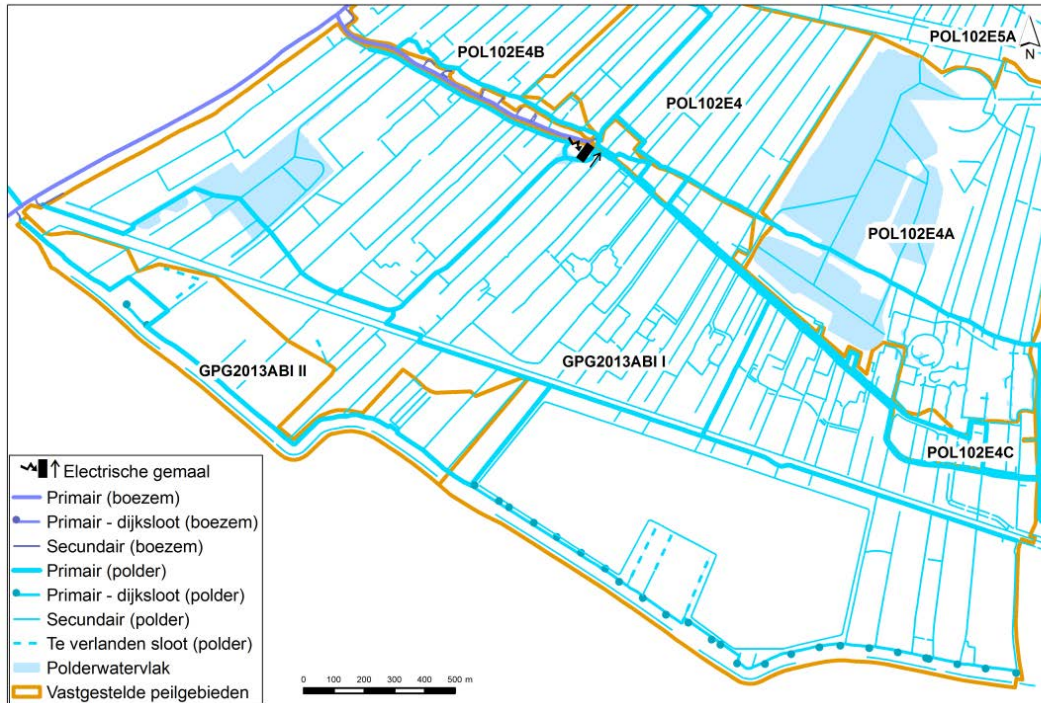 POL102E5A
N
POL102E4B
POL102E4
POL102E4A
GPG2013ABI II
GPG2013ABI I
POL102E4C
Electrische gemaal
Primair (boezem)
Primair - dijksloot (boezem)
Secundair (boezem)
Primair (polder)
Primair - dijksloot (polder)
Secundair (polder)
Te verlanden sloot (polder)
Polderwatervlak
Vastgestelde peilgebieden
0 100 200 300 400 500 m